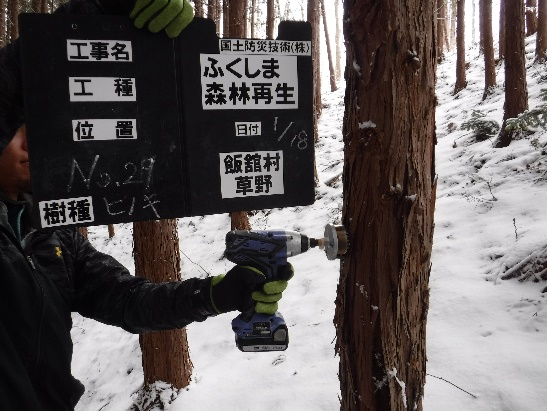 国土防災技術(株)
工事名
ふくしま
森林再生
工種
位置
日付 1/18
No.29
飯舘村
草野
樹種 ヒノキ